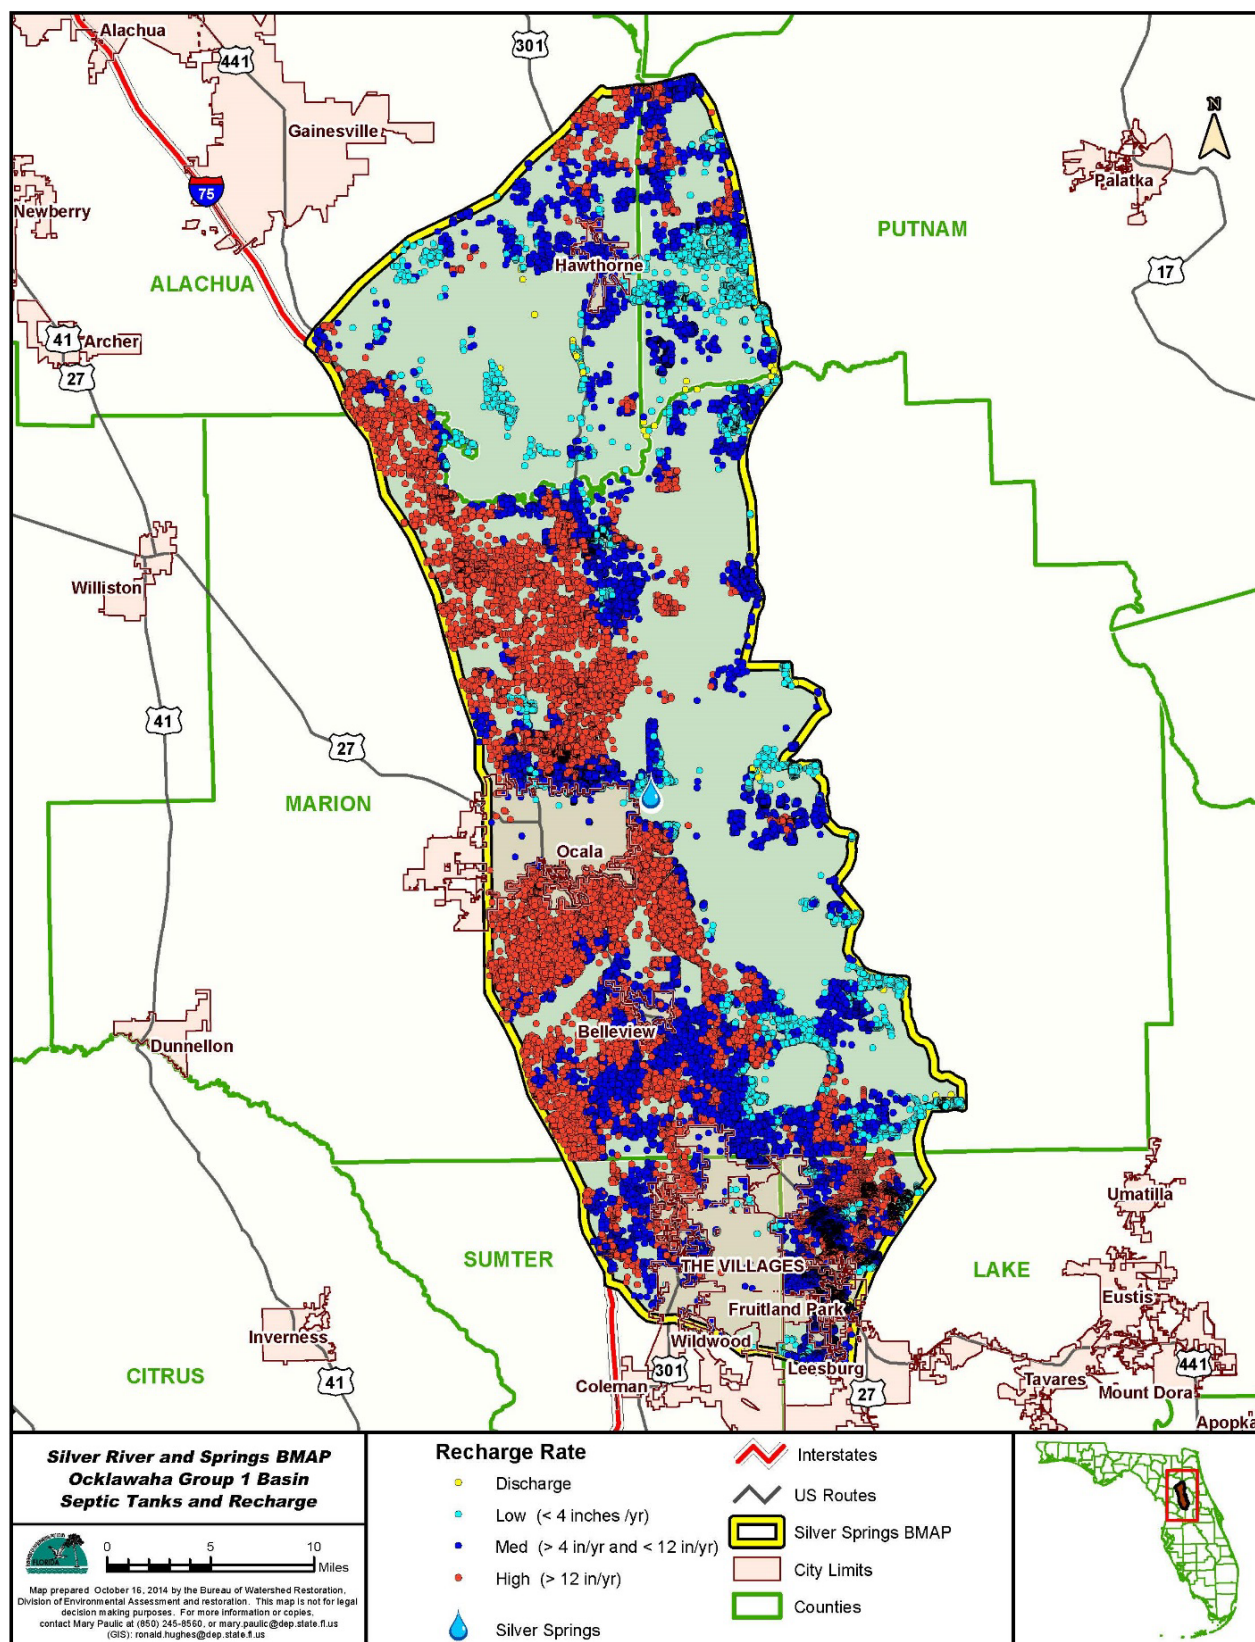 Alachua
441
301
Gainesville
N
Palatka
75
Newberry
PUTNAM
Hawthorne
17
ALACHUA
41
Archer
27
Williston
41
27
MARION
Ocala
Belleview
Dunnellon
Umatilla
SUMTER
THE VILLAGES
LAKE
Eustis
Fruitland Park
Inverness
Wildwood
CITRUS
41
Coleman
301
Leesburg
27
Tavares
441
Mount Dora
Apopka
Silver River and Springs BMAP
Ocklawaha Group 1 Basin
Septic Tanks and Recharge
FLORIDA
0 5 10
Miles
Map prepared October 16, 2014 by the Bureau of Watershed Restoration,
Division of Environmental Assessment and restoration. This map is not for legal
decision making purposes. For more information or copies,
contact Mary Paulic at (850) 245-8560, or mary.paulic@dep.state.fl.us
(GIS): ronald.hughes@dep.state.fl.us
Recharge Rate
Discharge
Low (< 4 inches /yr)
Med (> 4 in/yr and < 12 in/yr)
High (> 12 in/yr)
Silver Springs
Interstates
US Routes
Silver Springs BMAP
City Limits
Counties